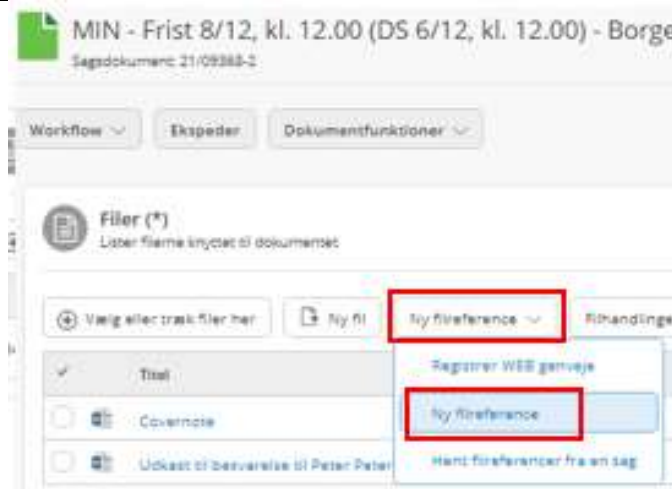 MIN - Frist 8/12, kl. 12.00 (DS 6/12, kl. 12.00) - Borge
Sagsdokument: 21/09368-2
Workflow
Ekspeder
Dokumentfunktioner
Filer (*)
Lister filerne knyttet til dokumentet
Vælg eller træk filer her
Ny fil
Ny filreference
Filhandlinge
Titel
Registrer WEB genveje
Covernote
Ny filreference
Udkast til besvarelse til Peter Peter
Hent filreferencer fra en sag